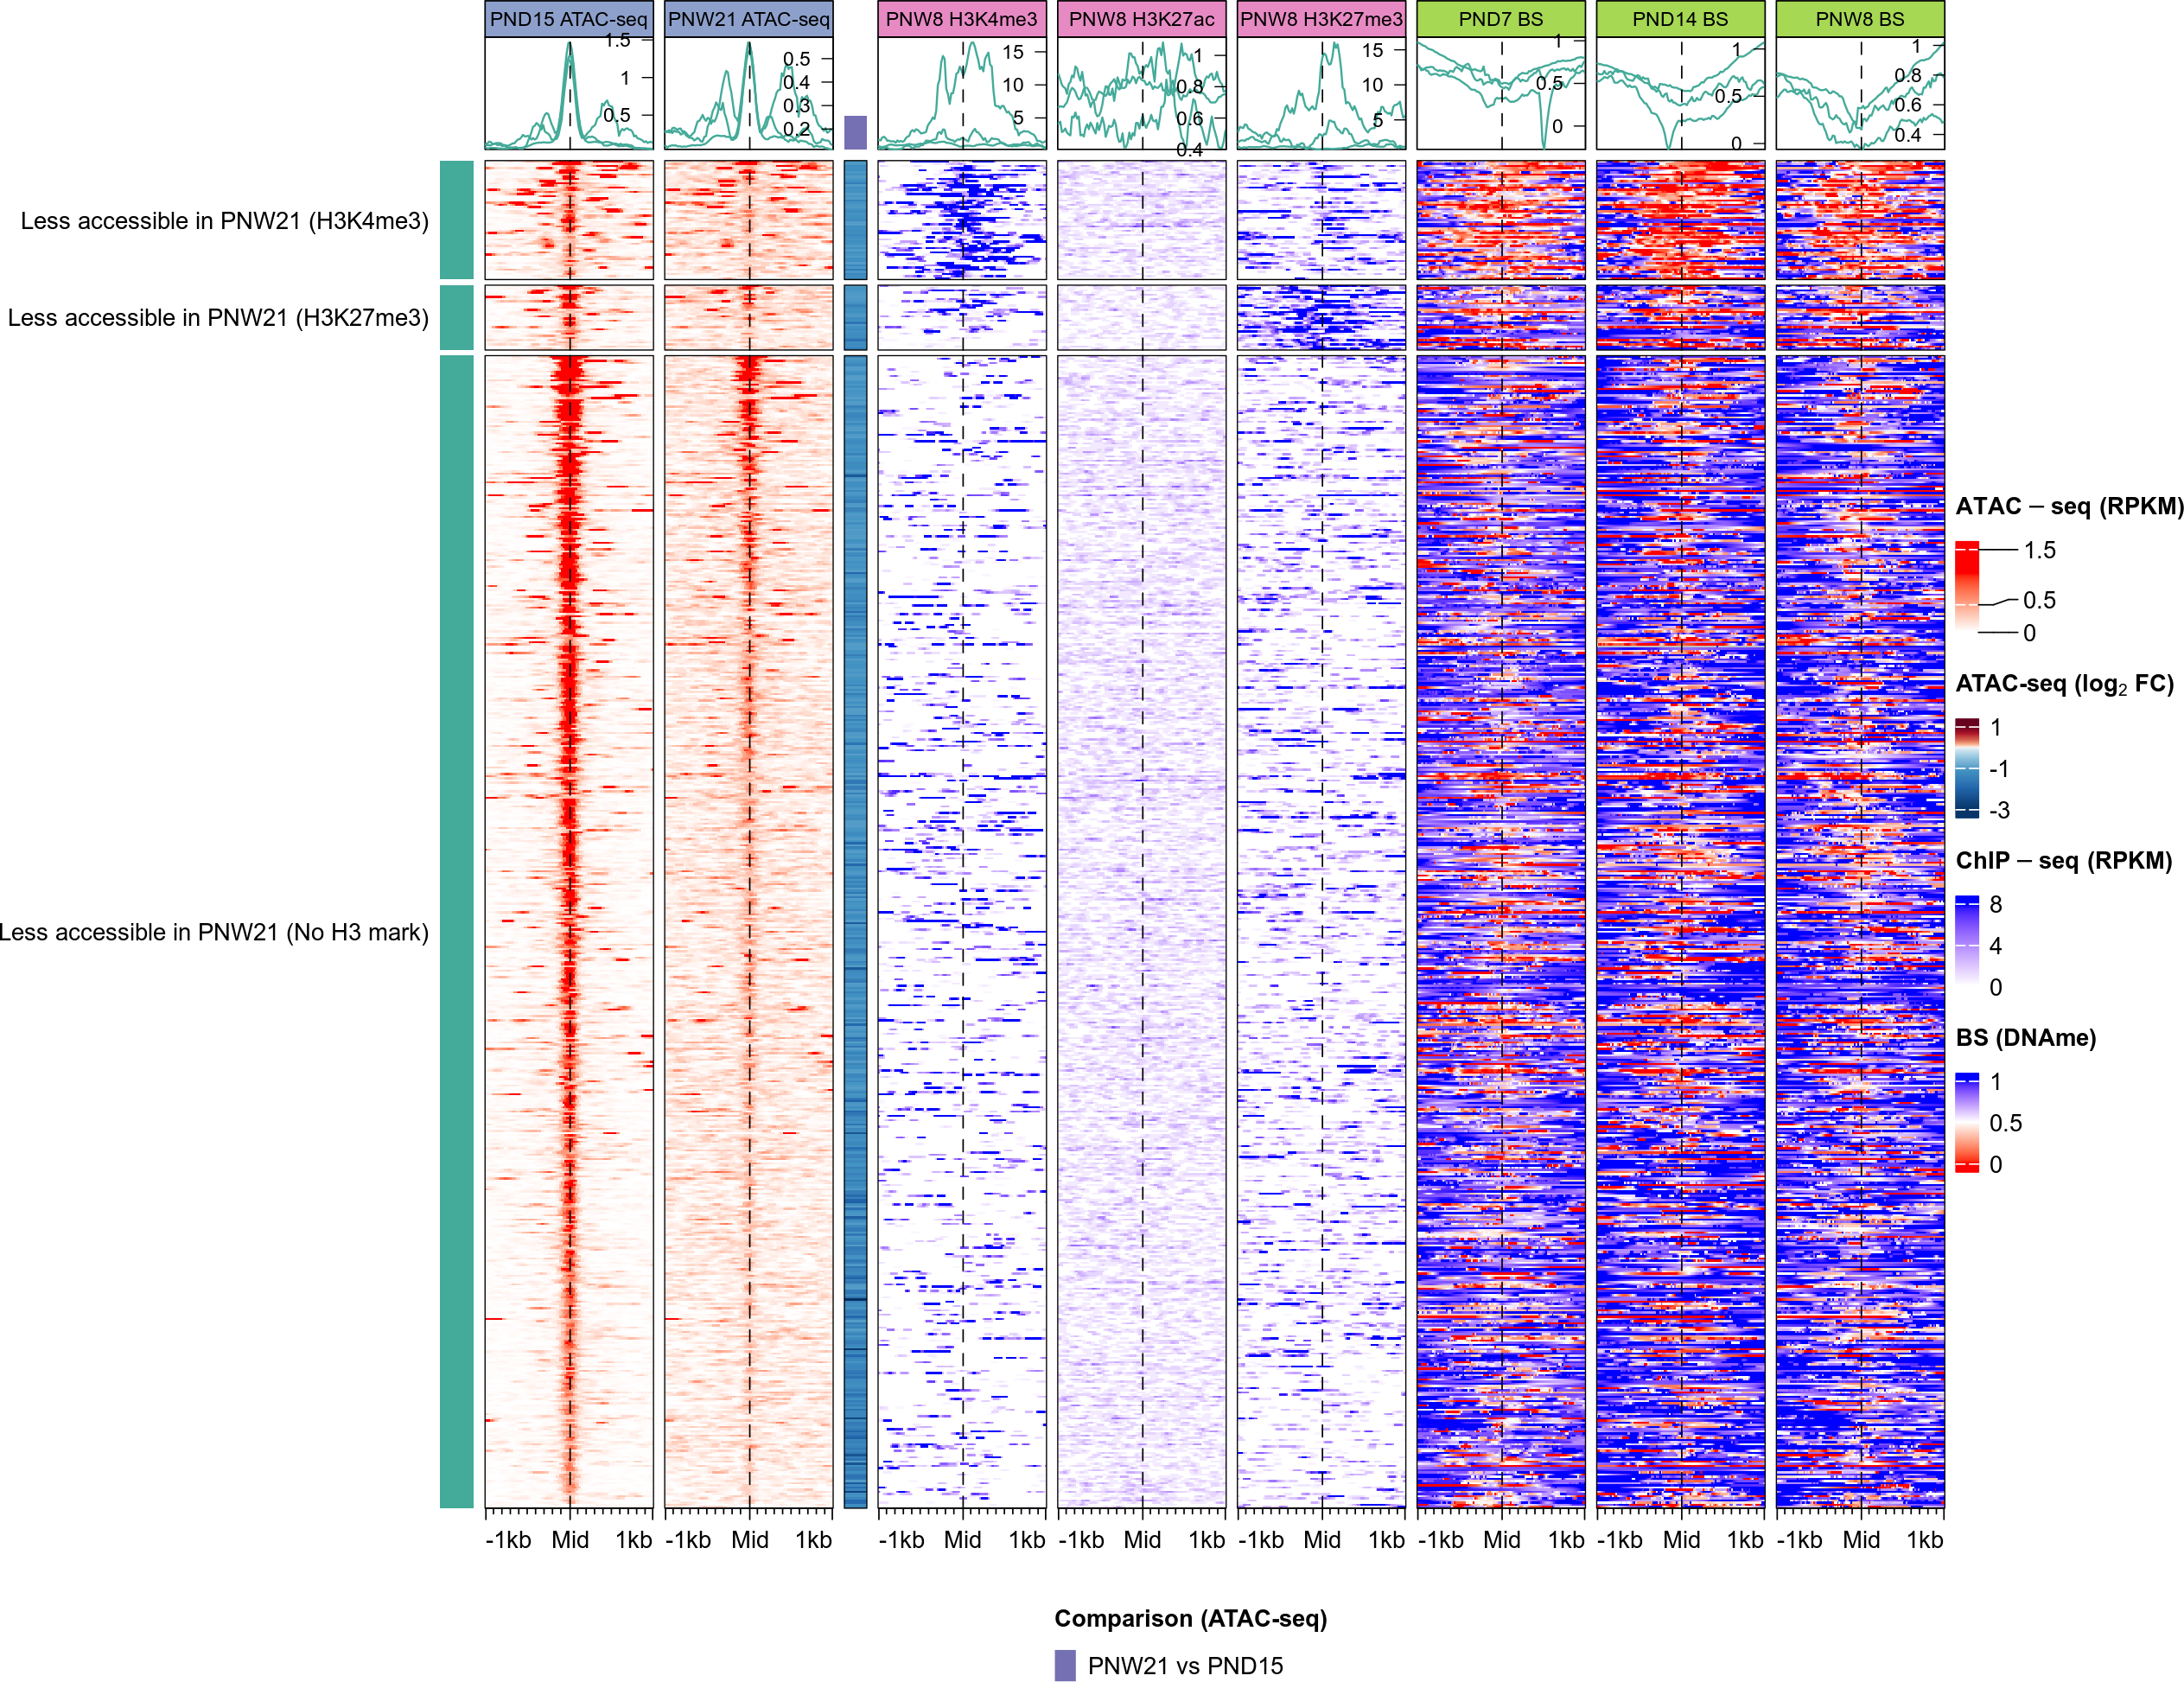 PND15 ATAC-seq PNW21 ATAC-seq PNW8 H3K4me3 PNW8 H3K27ac PNW8 H3K27me3 PND7 BS PND14 BS PNW8 BS
1.5 1 0.5
0.5 0.4 0.3 0.2
15 10 5
1 0.8 0.6 0.4
15 10 5
1 0.5 0
1 0.5 0
1 0.8 0.6 0.4
Less accessible in PNW21 (H3K4me3)
Less accessible in PNW21 (H3K27me3)
Less accessible in PNW21 (No H3 mark)
ATAC – seq (RPKM)
1.5
0.5
0
ATAC-seq (log₂ FC)
1
-1
-3
ChIP – seq (RPKM)
8
4
0
BS (DNAme)
1
0.5
0
-1kb Mid 1kb -1kb Mid 1kb -1kb Mid 1kb -1kb Mid 1kb -1kb Mid 1kb -1kb Mid 1kb -1kb Mid 1kb -1kb Mid 1kb
Comparison (ATAC-seq)
PNW21 vs PND15